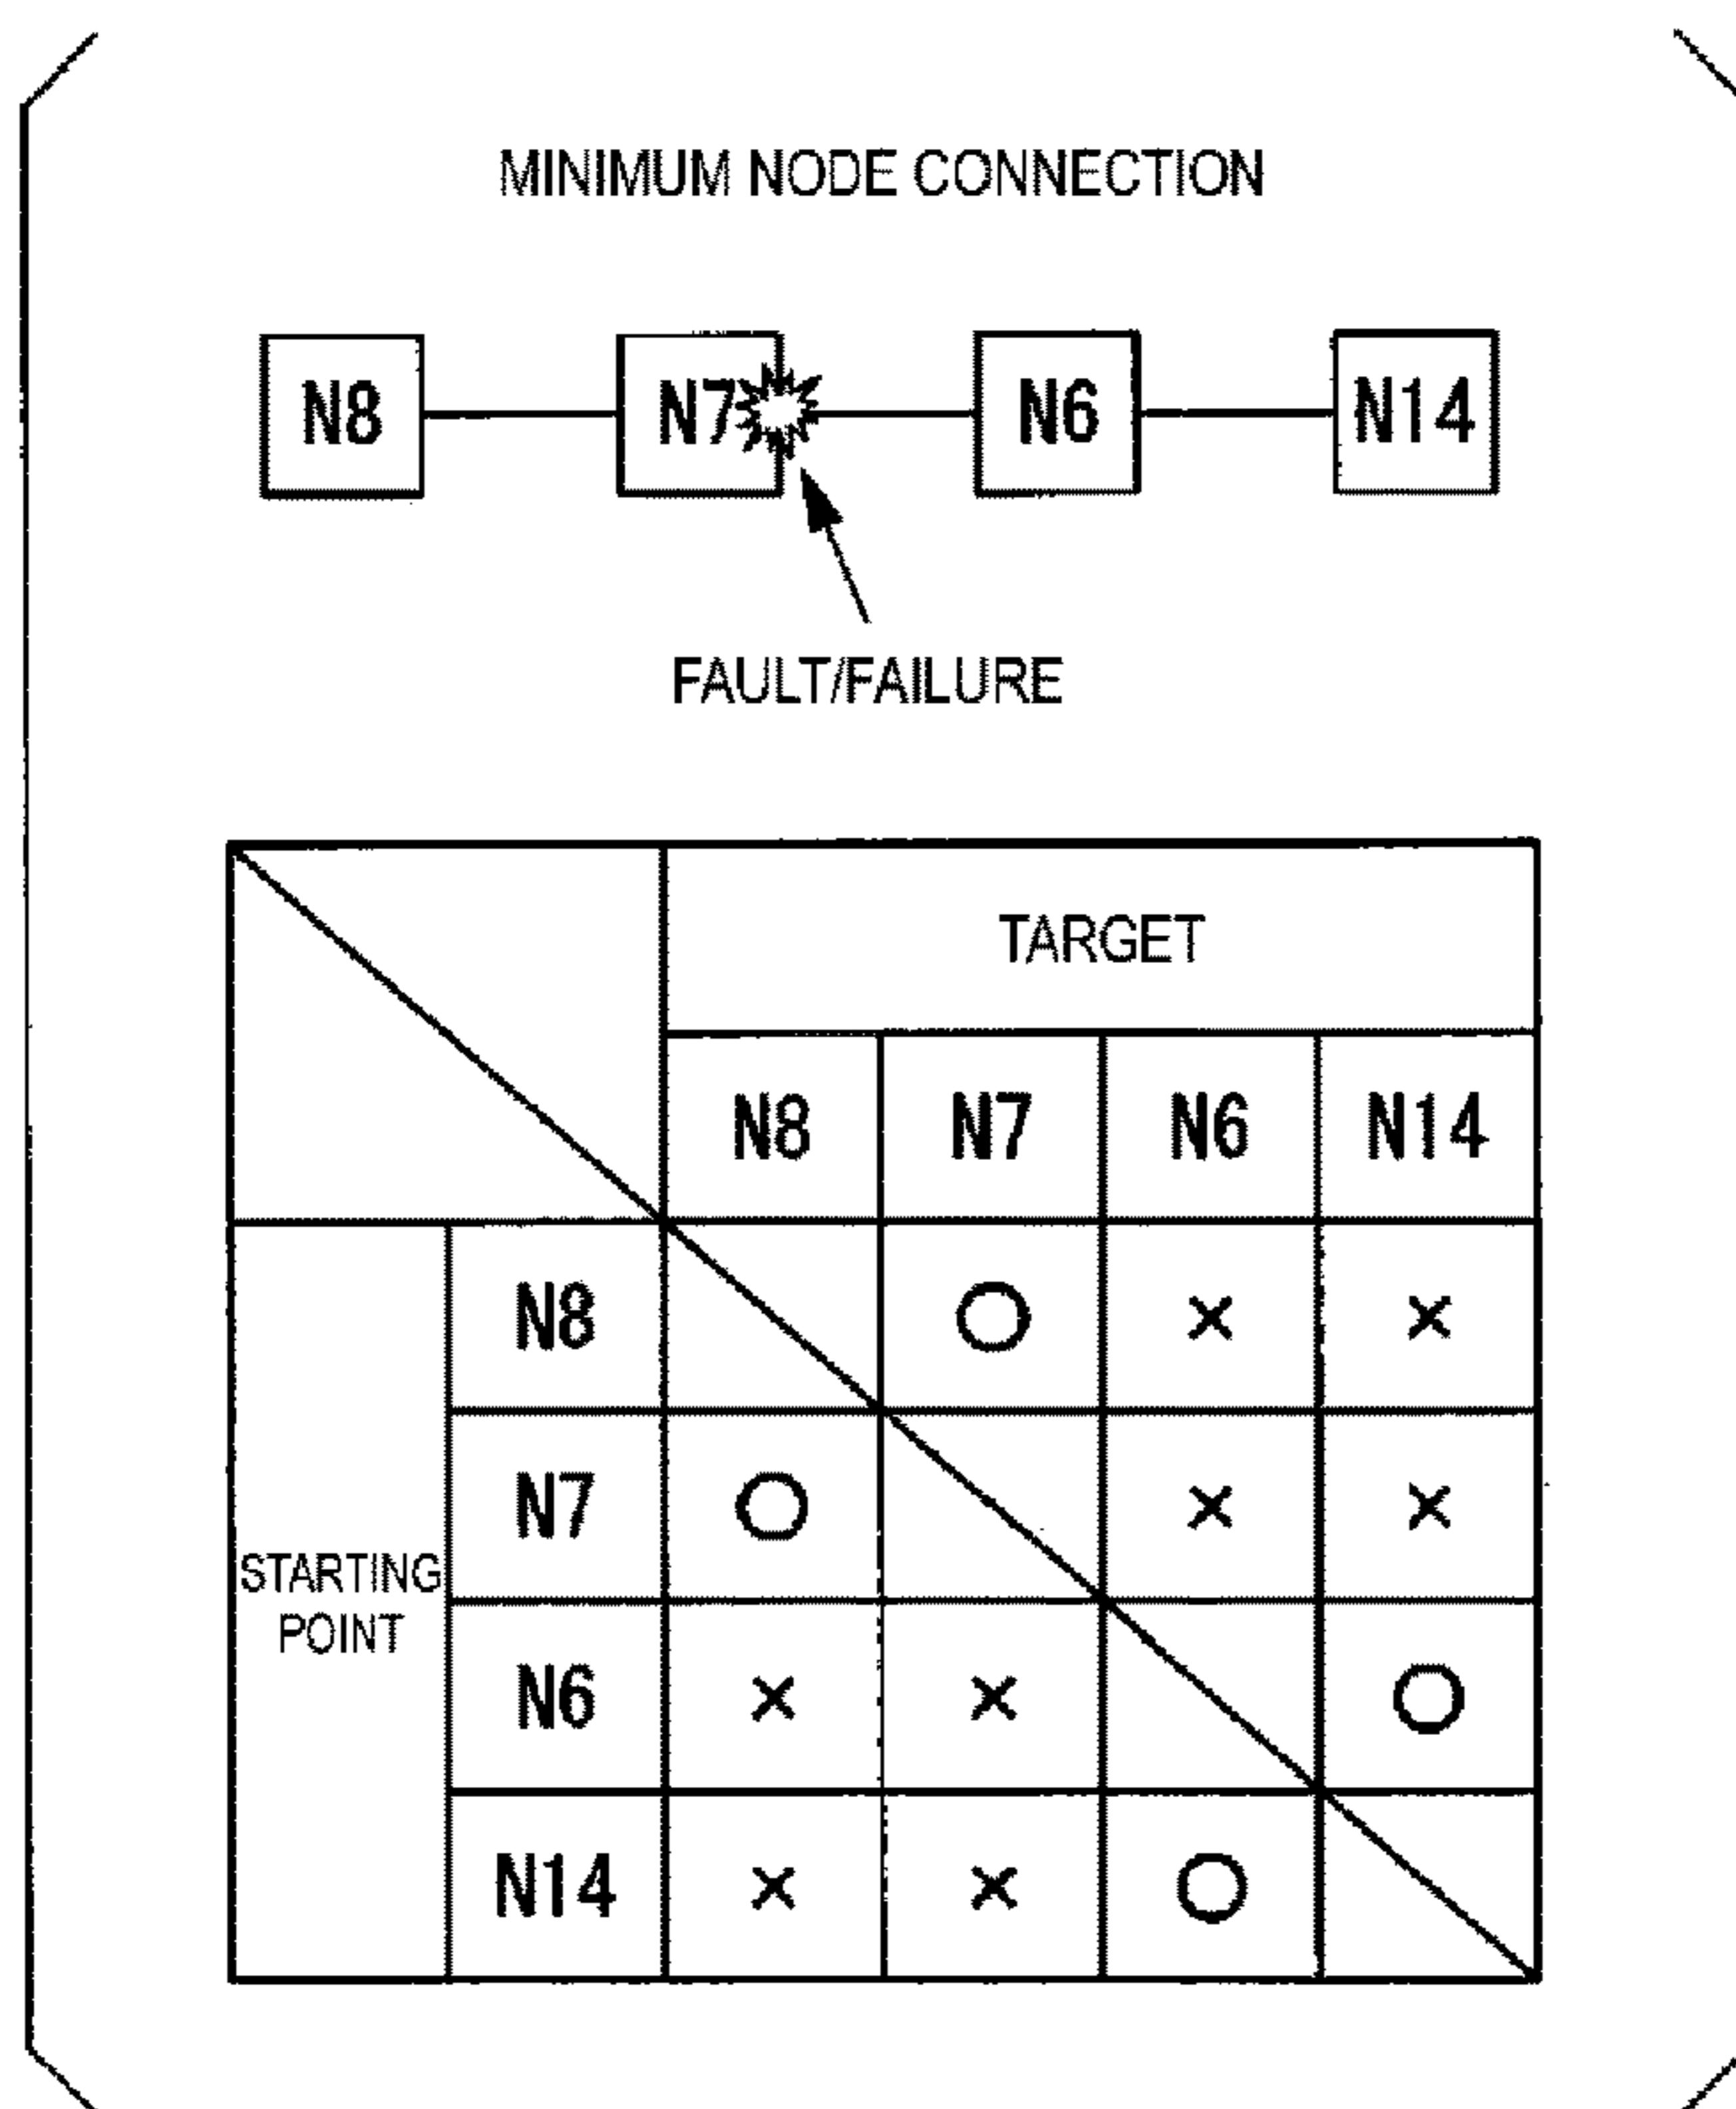 MINIMUM NODE CONNECTION
N8 N7 N6 N14
FAULT/FAILURE
TARGET
N8 N7 N6 N14
N8 ○ × ×
N7 ○ × ×
STARTING
POINT
N6 × × ○
N14 × × ○